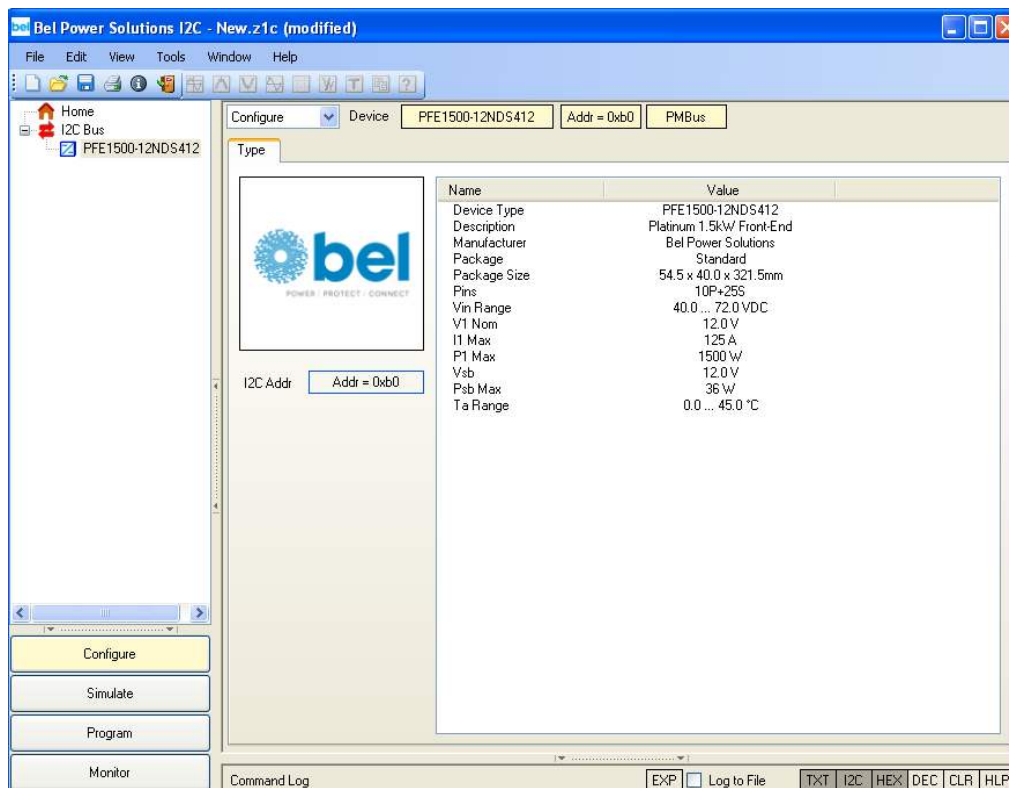 bel Bel Power Solutions I2C - New.z1c (modified)
File Edit View Tools Window Help
Home
I2C Bus
PFE1500-12NDS412
Configure Device PFE1500-12NDS412 Addr = 0xb0 PMBus
Type
bel
POWER / PROTECT / CONNECT
I2C Addr Addr = 0xb0
Name Value
Device Type PFE1500-12NDS412
Description Platinum 1.5kW Front-End
Manufacturer Bel Power Solutions
Package Standard
Package Size 54.5 x 40.0 x 321.5mm
Pins 10P+25S
Vin Range 40.0 ... 72.0 VDC
V1 Nom 12.0 V
I1 Max 125 A
P1 Max 1500 W
Vsb 12.0 V
Psb Max 36 W
Ta Range 0.0 ... 45.0 °C
Configure
Simulate
Program
Monitor
Command Log EXP Log to File TXT I2C HEX DEC CLR HLP